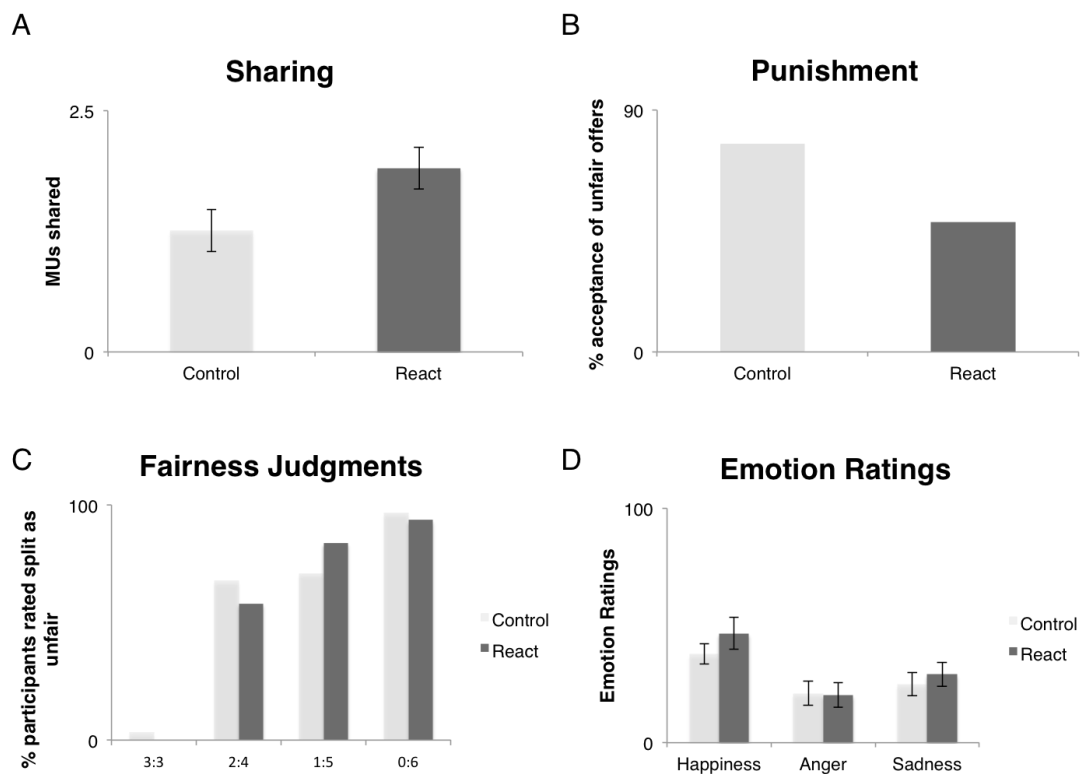 A
Sharing
2.5
MUs shared
0
Control
React
B
Punishment
90
% acceptance of unfair offers
0
Control
React
C
Fairness Judgments
100
% participants rated split as
unfair
0
3:3
2:4
1:5
0:6
Control
React
D
Emotion Ratings
100
Emotion Ratings
0
Happiness
Anger
Sadness
Control
React